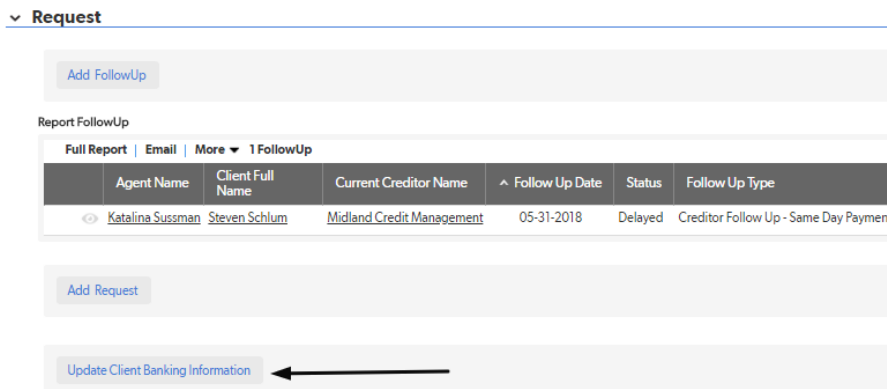 Request
Add FollowUp
Report FollowUp
Full Report | Email | More 1 FollowUp
Agent Name Client Full Name Current Creditor Name Follow Up Date Status Follow Up Type
Katalina Sussman Steven Schlum Midland Credit Management 05-31-2018 Delayed Creditor Follow Up - Same Day Paymen
Add Request
Update Client Banking Information